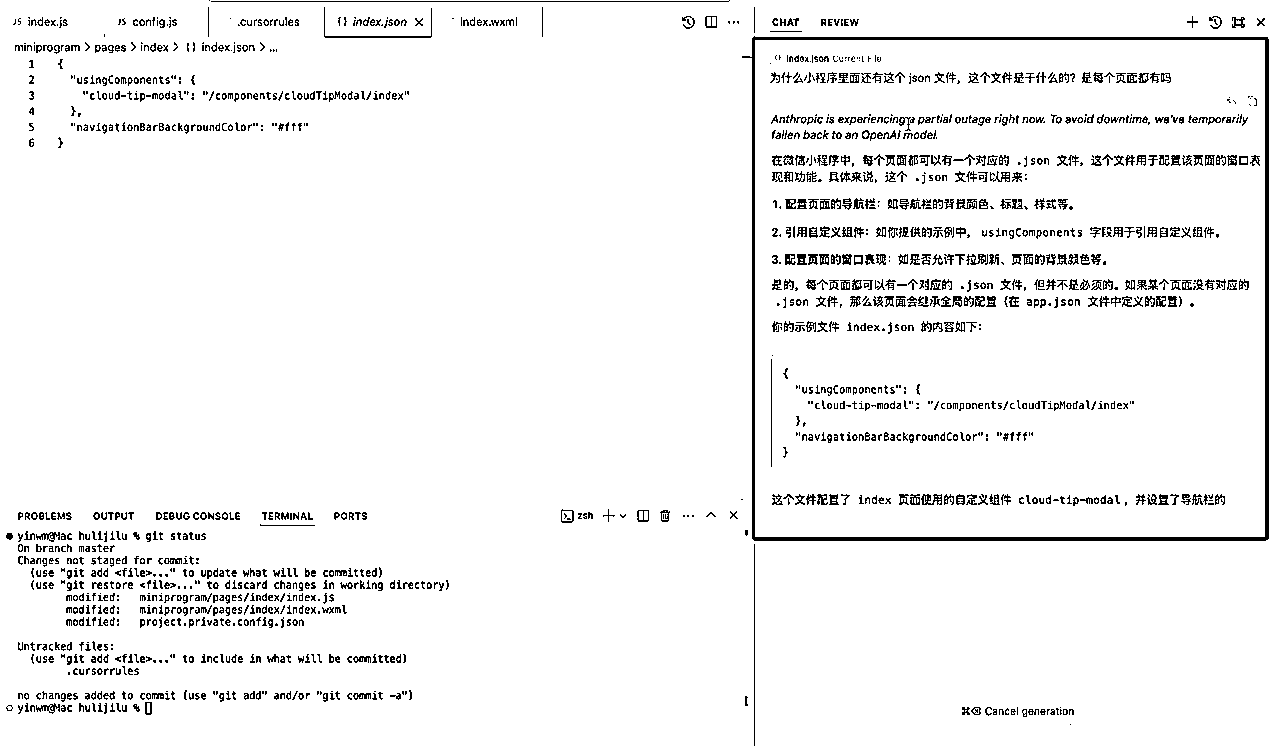 JS index.js
JS config.js
.cursorrules
{} index.json ×
index.wxml
miniprogram > pages > index > {} index.json > ...
1 {
2 "usingComponents": {
3 "cloud-tip-modal": "/components/cloudTipModal/index"
4 },
5 "navigationBarBackgroundColor": "#fff"
6 }
PROBLEMS OUTPUT DEBUG CONSOLE TERMINAL PORTS
zsh
yinwm@Mac hulijilu % git status
On branch master
Changes not staged for commit:
(use "git add <file>..." to update what will be committed)
(use "git restore <file>..." to discard changes in working directory)
modified: miniprogram/pages/index/index.js
modified: miniprogram/pages/index/index.wxml
modified: project.private.config.json
Untracked files:
(use "git add <file>..." to include in what will be committed)
.cursorrules
no changes added to commit (use "git add" and/or "git commit -a")
yinwm@Mac hulijilu %
CHAT REVIEW
{} index.json Current File
为什么小程序里面还有这个 json 文件，这个文件是干什么的？是每个页面都有吗
Anthropic is experiencing a partial outage right now. To avoid downtime, we've temporarily
fallen back to an OpenAI model.
在微信小程序中，每个页面都可以有一个对应的 .json 文件，这个文件用于配置该页面的窗口表
现和功能。具体来说，这个 .json 文件可以用来：
1. 配置页面的导航栏：如导航栏的背景颜色、标题、样式等。
2. 引用自定义组件：如你提供的示例中， usingComponents 字段用于引用自定义组件。
3. 配置页面的窗口表现：如是否允许下拉刷新、页面的背景颜色等。
是的，每个页面都可以有一个对应的 .json 文件，但并不是必须的。如果某个页面没有对应的
.json 文件，那么该页面会继承全局的配置（在 app.json 文件中定义的配置）。
你的示例文件 index.json 的内容如下：
{
"usingComponents": {
"cloud-tip-modal": "/components/cloudTipModal/index"
},
"navigationBarBackgroundColor": "#fff"
}
这个文件配置了 index 页面使用的自定义组件 cloud-tip-modal，并设置了导航栏的
⌘⌫ Cancel generation